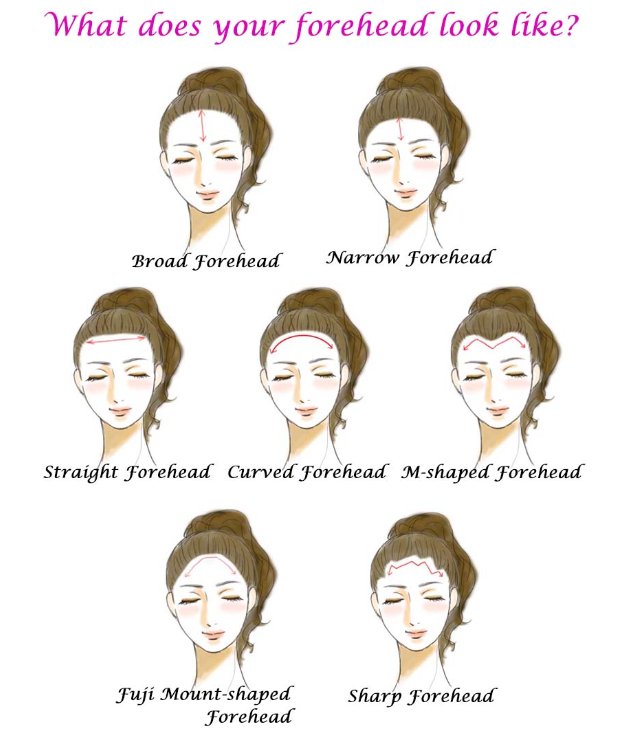 What does your forehead look like?
Broad Forehead
Narrow Forehead
Straight Forehead
Curved Forehead
M-shaped Forehead
Fuji Mount-shaped
Forehead
Sharp Forehead